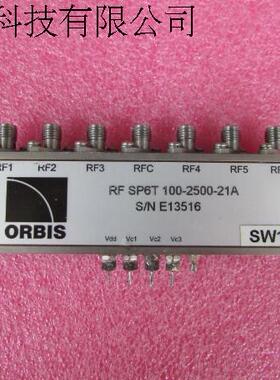 科技有限公司
RF1 RF2 RF3 RFC RF4 RF5
RF SP6T 100-2500-21A
S/N E13516
ORBIS
Vdd Vc1 Vc2 Vc3